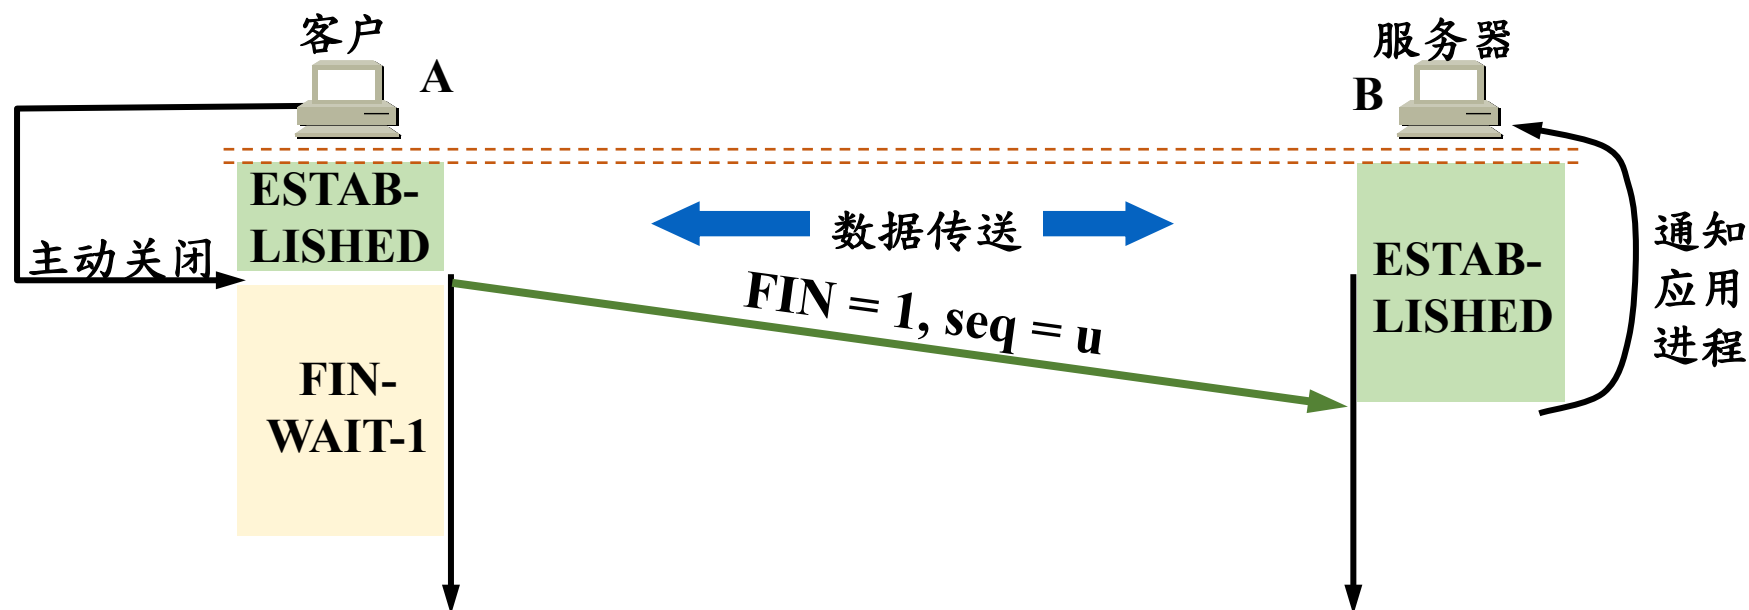 客户
服务器
A
B
ESTAB-
LISHED
主动关闭
数据传送
FIN = 1, seq = u
ESTAB-
LISHED
通知
应用
进程
FIN-
WAIT-1